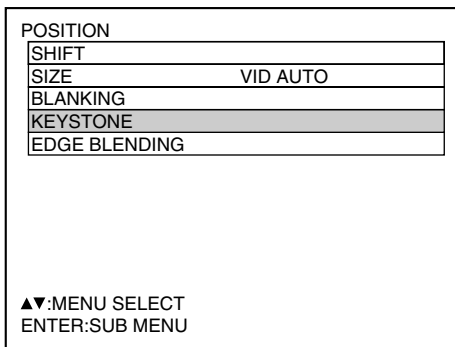 POSITION
SHIFT
SIZE VID AUTO
BLANKING
KEYSTONE
EDGE BLENDING
▲▼:MENU SELECT
ENTER:SUB MENU